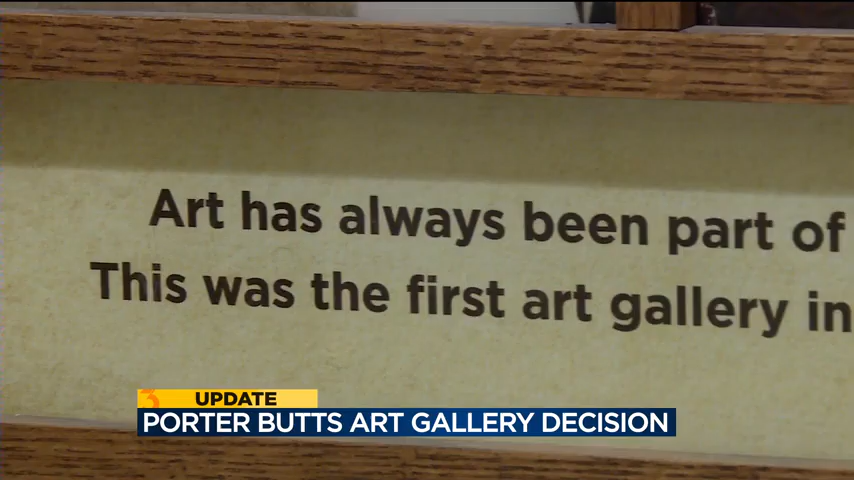 Art has always been part of
This was the first art gallery in
3 UPDATE
PORTER BUTTS ART GALLERY DECISION